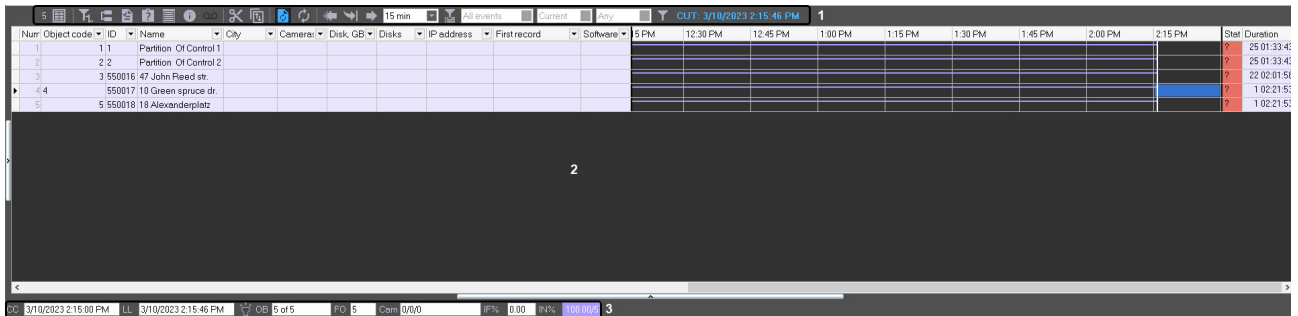 5 15 min All events Current Any CUT: 3/10/2023 2:15:46 PM 1
Num Object code ID Name City Cameras Disk, GB Disks IP address First record Software 5 PM 12:30 PM 12:45 PM 1:00 PM 1:15 PM 1:30 PM 1:45 PM 2:00 PM 2:15 PM Stat Duration
1 1 1 Partition Of Control 1 ? 25 01:33:43
2 2 2 Partition Of Control 2 ? 25 01:33:43
3 3 550016 47 John Reed str. ? 22 02:01:58
4 4 550017 10 Green spruce dr. ? 1 02:21:53
5 5 550018 18 Alexanderplatz ? 1 02:21:53
2
CC 3/10/2023 2:15:00 PM LL 3/10/2023 2:15:46 PM OB 5 of 5 FO 5 Cam 0/0/0 IF% 0.00 IN% 100.00/5 3